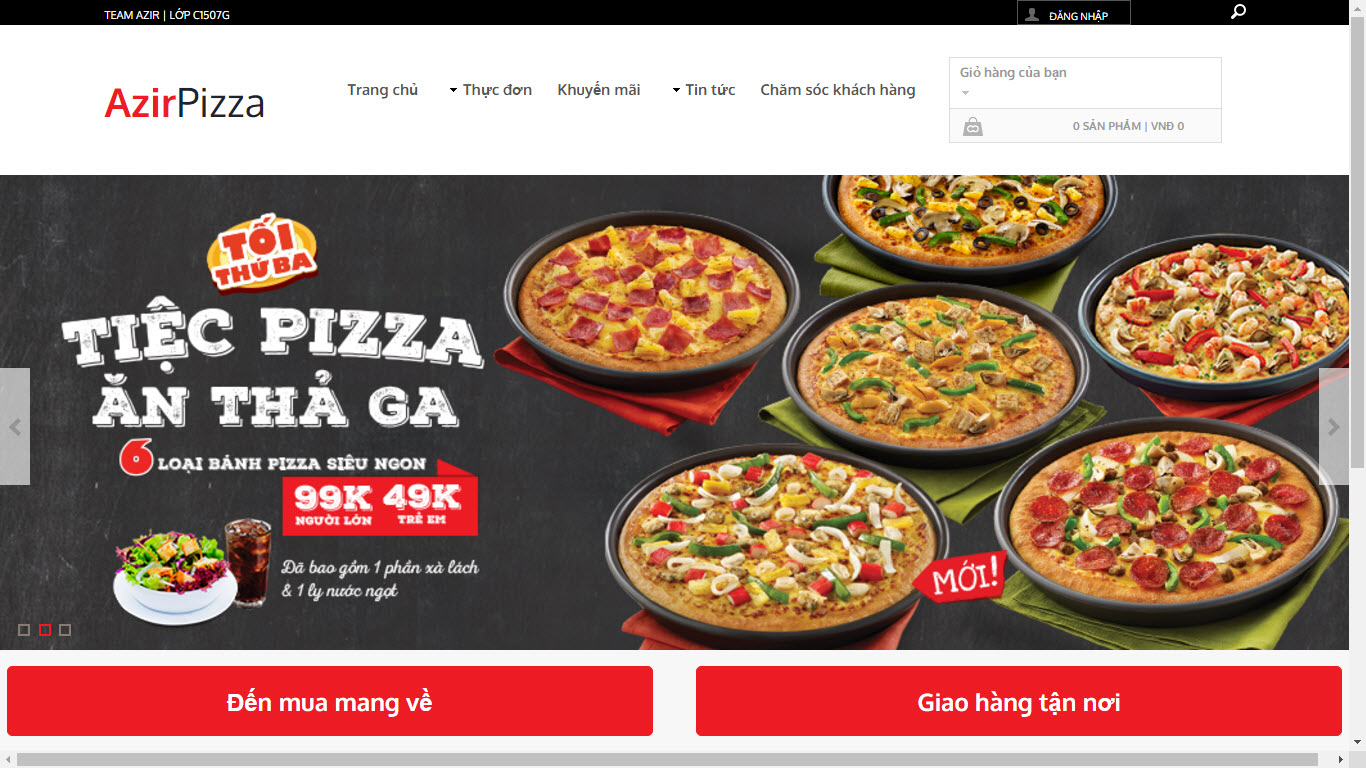 TEAM AZIR | LỚP C1507G
ĐĂNG NHẬP
AzirPizza
Trang chủ
Thực đơn
Khuyến mãi
Tin tức
Chăm sóc khách hàng
Giỏ hàng của bạn
0 SẢN PHẨM | VNĐ 0
TỐI
THỨ BA
TIỆC PIZZA
ĂN THẢ GA
6 LOẠI BÁNH PIZZA SIÊU NGON
99K 49K
NGƯỜI LỚN TRẺ EM
Đã bao gồm 1 phần xà lách
& 1 ly nước ngọt
MỚI!
Đến mua mang về
Giao hàng tận nơi